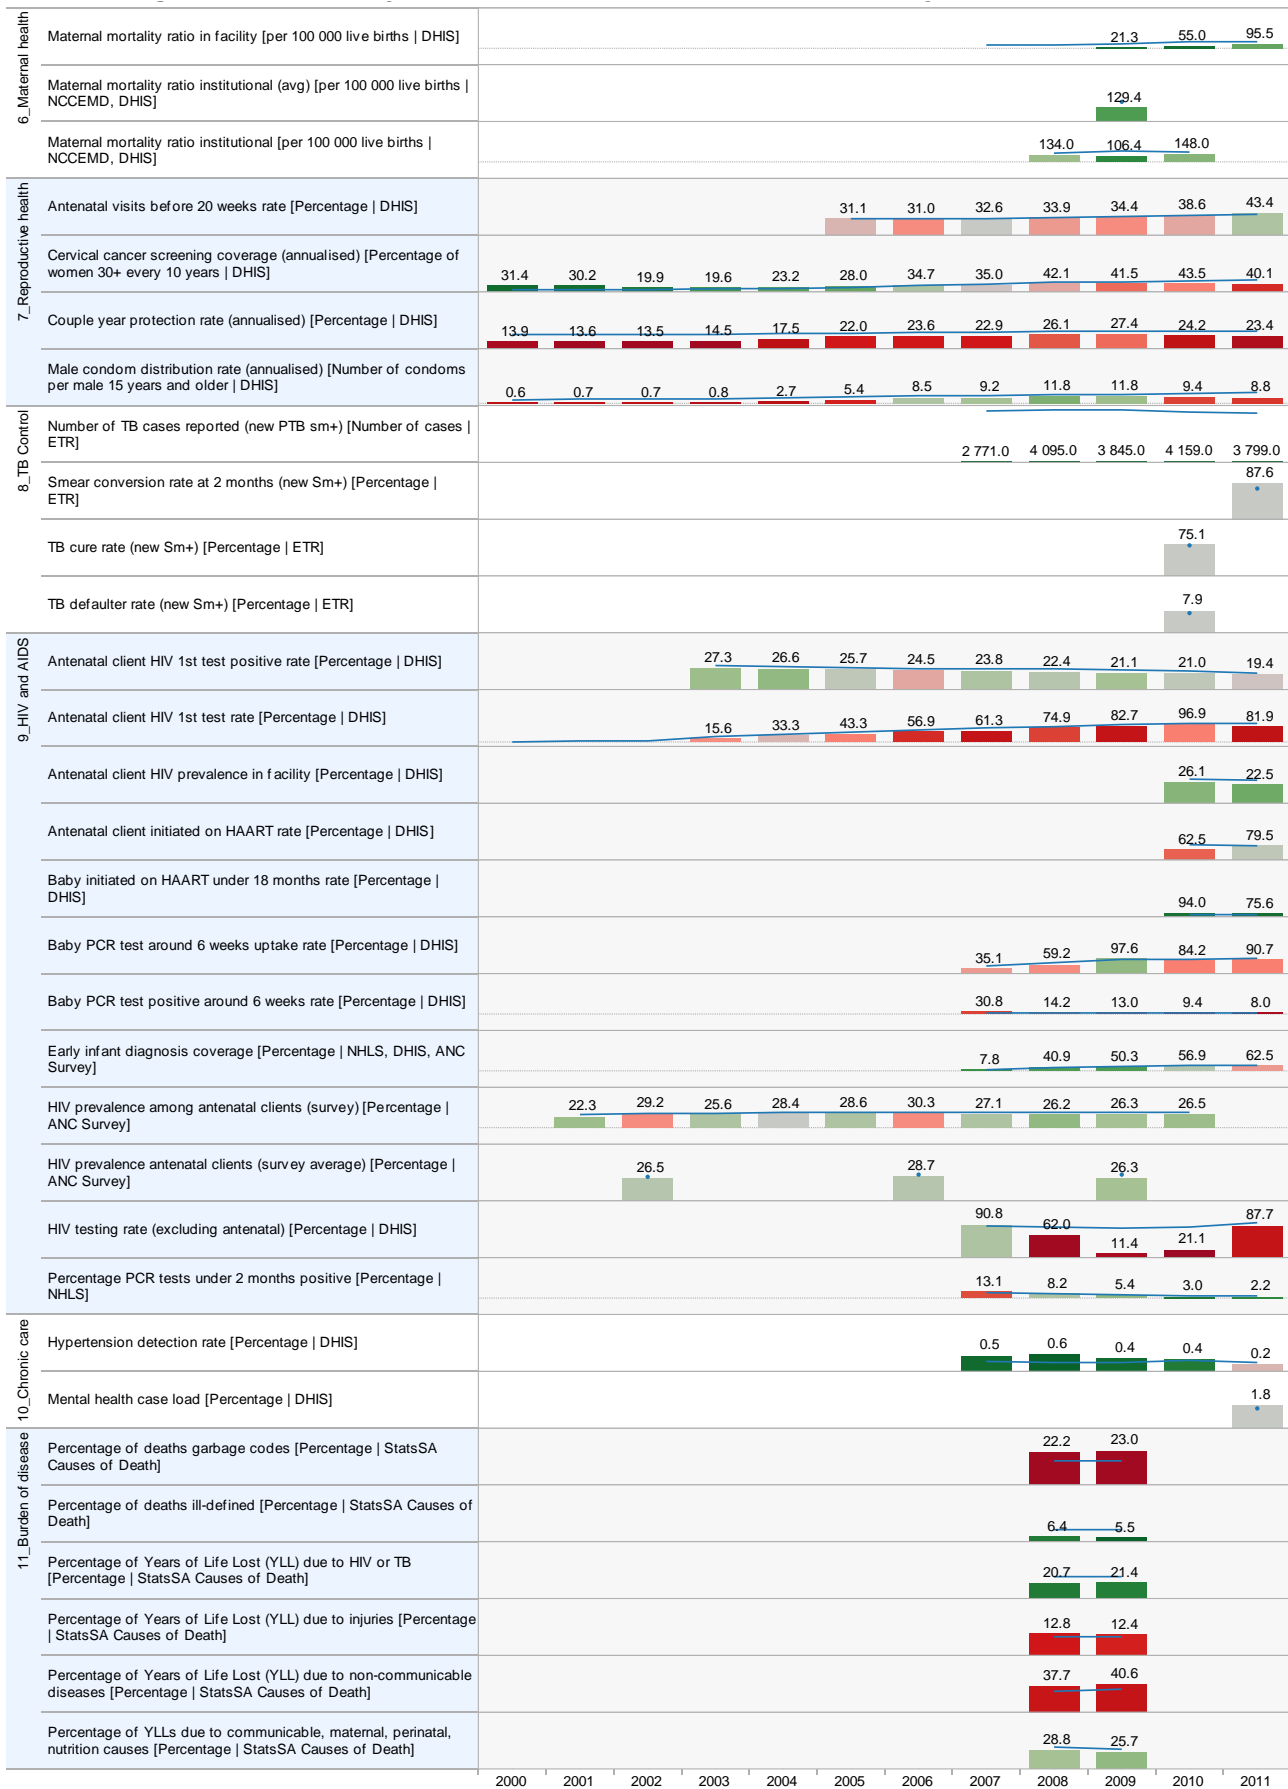 6_Maternal health
Maternal mortality ratio in facility [per 100 000 live births | DHIS]
21.3 55.0 95.5
Maternal mortality ratio institutional (avg) [per 100 000 live births |
NCCEMD, DHIS]
129.4
Maternal mortality ratio institutional [per 100 000 live births |
NCCEMD, DHIS]
134.0 106.4 148.0
7_Reproductive health
Antenatal visits before 20 weeks rate [Percentage | DHIS]
31.1 31.0 32.6 33.9 34.4 38.6 43.4
Cervical cancer screening coverage (annualised) [Percentage of
women 30+ every 10 years | DHIS]
31.4 30.2 19.9 19.6 23.2 28.0 34.7 35.0 42.1 41.5 43.5 40.1
Couple year protection rate (annualised) [Percentage | DHIS]
13.9 13.6 13.5 14.5 17.5 22.0 23.6 22.9 26.1 27.4 24.2 23.4
Male condom distribution rate (annualised) [Number of condoms
per male 15 years and older | DHIS]
0.6 0.7 0.7 0.8 2.7 5.4 8.5 9.2 11.8 11.8 9.4 8.8
8_TB Control
Number of TB cases reported (new PTB sm+) [Number of cases |
ETR]
2 771.0 4 095.0 3 845.0 4 159.0 3 799.0
Smear conversion rate at 2 months (new Sm+) [Percentage |
ETR]
87.6
TB cure rate (new Sm+) [Percentage | ETR]
75.1
TB defaulter rate (new Sm+) [Percentage | ETR]
7.9
9_HIV and AIDS
Antenatal client HIV 1st test positive rate [Percentage | DHIS]
27.3 26.6 25.7 24.5 23.8 22.4 21.1 21.0 19.4
Antenatal client HIV 1st test rate [Percentage | DHIS]
15.6 33.3 43.3 56.9 61.3 74.9 82.7 96.9 81.9
Antenatal client HIV prevalence in facility [Percentage | DHIS]
26.1 22.5
Antenatal client initiated on HAART rate [Percentage | DHIS]
62.5 79.5
Baby initiated on HAART under 18 months rate [Percentage |
DHIS]
94.0 75.6
Baby PCR test around 6 weeks uptake rate [Percentage | DHIS]
35.1 59.2 97.6 84.2 90.7
Baby PCR test positive around 6 weeks rate [Percentage | DHIS]
30.8 14.2 13.0 9.4 8.0
Early infant diagnosis coverage [Percentage | NHLS, DHIS, ANC
Survey]
7.8 40.9 50.3 56.9 62.5
HIV prevalence among antenatal clients (survey) [Percentage |
ANC Survey]
22.3 29.2 25.6 28.4 28.6 30.3 27.1 26.2 26.3 26.5
HIV prevalence antenatal clients (survey average) [Percentage |
ANC Survey]
26.5 28.7 26.3
HIV testing rate (excluding antenatal) [Percentage | DHIS]
90.8 62.0 11.4 21.1 87.7
Percentage PCR tests under 2 months positive [Percentage |
NHLS]
13.1 8.2 5.4 3.0 2.2
10_Chronic care
Hypertension detection rate [Percentage | DHIS]
0.5 0.6 0.4 0.4 0.2
Mental health case load [Percentage | DHIS]
1.8
11_Burden of disease
Percentage of deaths garbage codes [Percentage | StatsSA
Causes of Death]
22.2 23.0
Percentage of deaths ill-defined [Percentage | StatsSA Causes of
Death]
6.4 5.5
Percentage of Years of Life Lost (YLL) due to HIV or TB
[Percentage | StatsSA Causes of Death]
20.7 21.4
Percentage of Years of Life Lost (YLL) due to injuries [Percentage
| StatsSA Causes of Death]
12.8 12.4
Percentage of Years of Life Lost (YLL) due to non-communicable
diseases [Percentage | StatsSA Causes of Death]
37.7 40.6
Percentage of YLLs due to communicable, maternal, perinatal,
nutrition causes [Percentage | StatsSA Causes of Death]
28.8 25.7
2000 2001 2002 2003 2004 2005 2006 2007 2008 2009 2010 2011